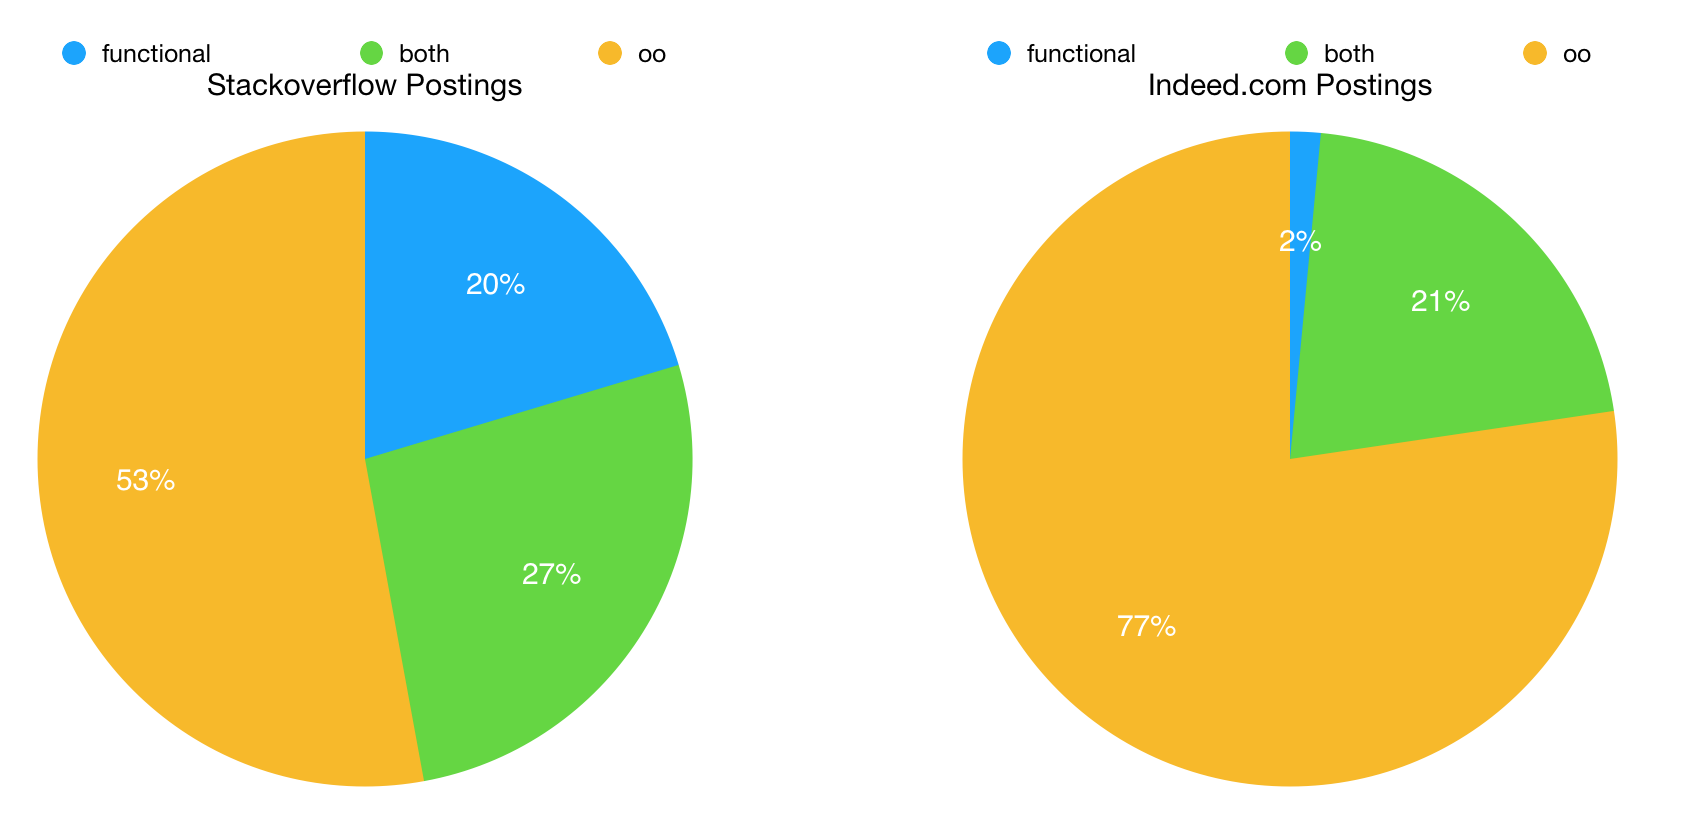 functional both oo
Stackoverflow Postings
20%
53%
27%
functional both oo
Indeed.com Postings
2%
21%
77%